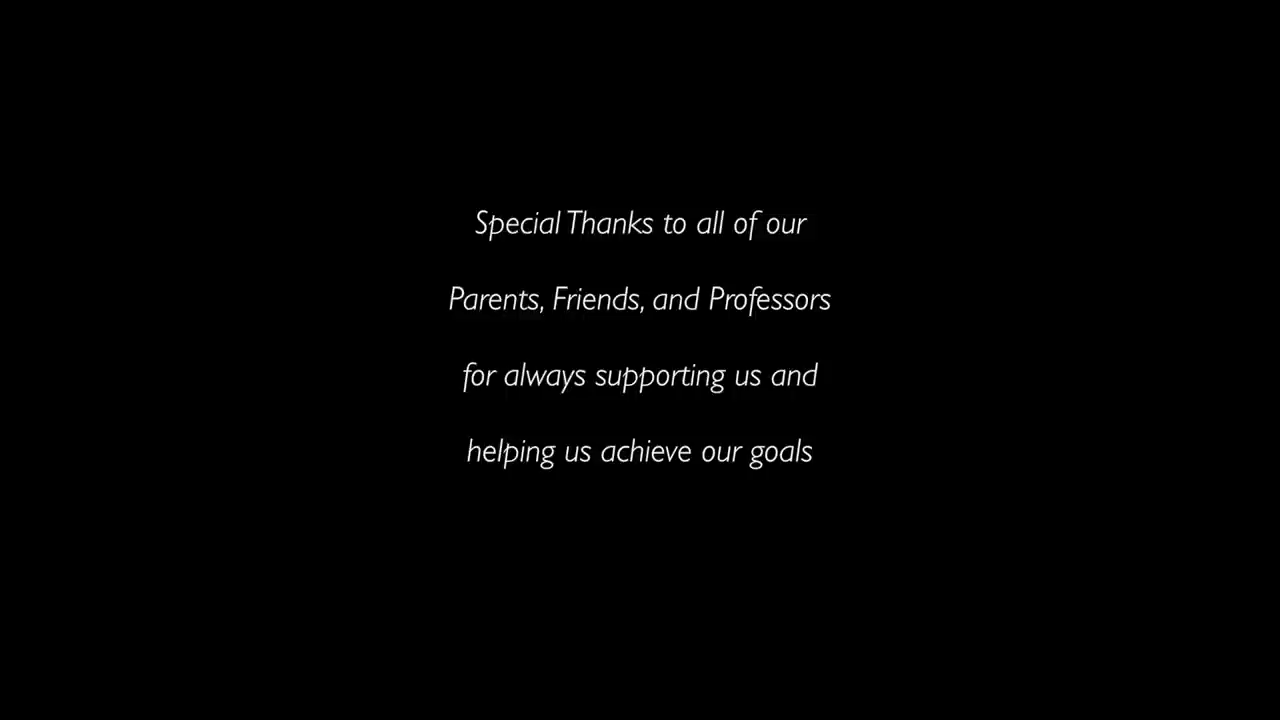 Special Thanks to all of our
Parents, Friends, and Professors
for always supporting us and
helping us achieve our goals